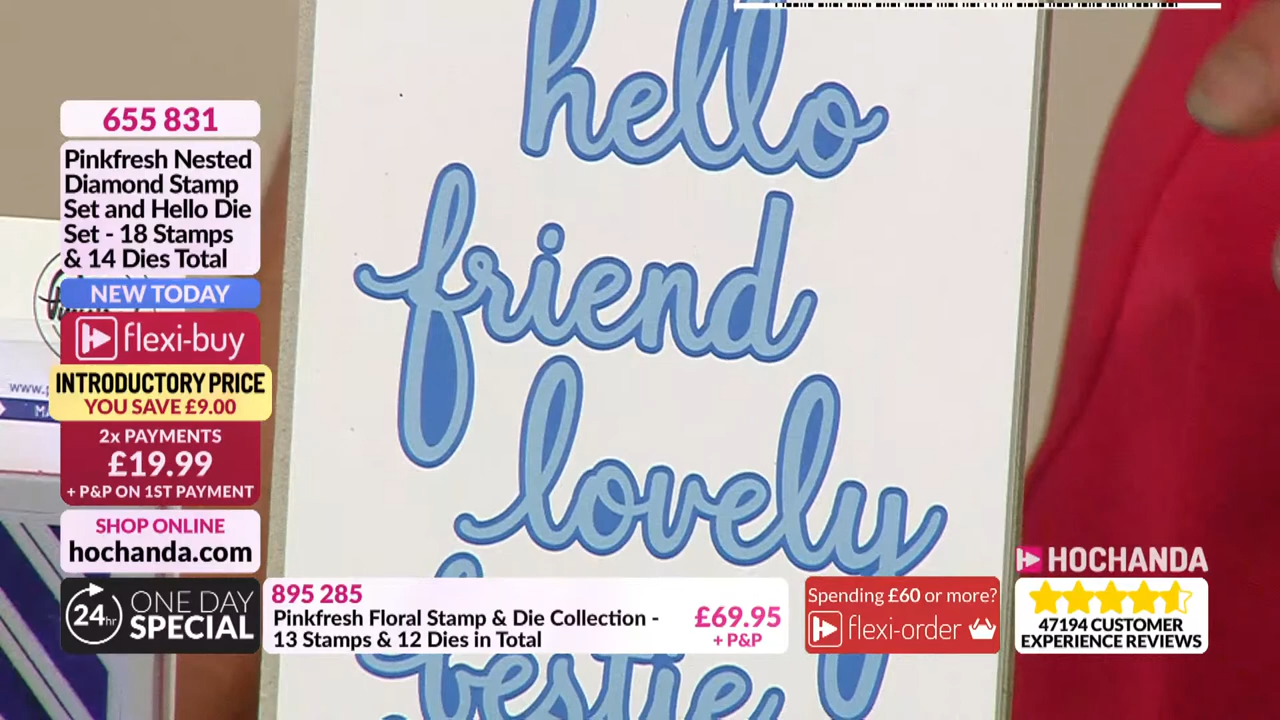 hello
friend
lovely
bestie
655 831
Pinkfresh Nested
Diamond Stamp
Set and Hello Die
Set - 18 Stamps
& 14 Dies Total
NEW TODAY
flexi-buy
INTRODUCTORY PRICE
YOU SAVE £9.00
2x PAYMENTS
£19.99
+ P&P ON 1ST PAYMENT
SHOP ONLINE
hochanda.com
24hr ONE DAY
SPECIAL
895 285
Pinkfresh Floral Stamp & Die Collection -
13 Stamps & 12 Dies in Total
£69.95
+ P&P
Spending £60 or more?
flexi-order
HOCHANDA
47194 CUSTOMER
EXPERIENCE REVIEWS